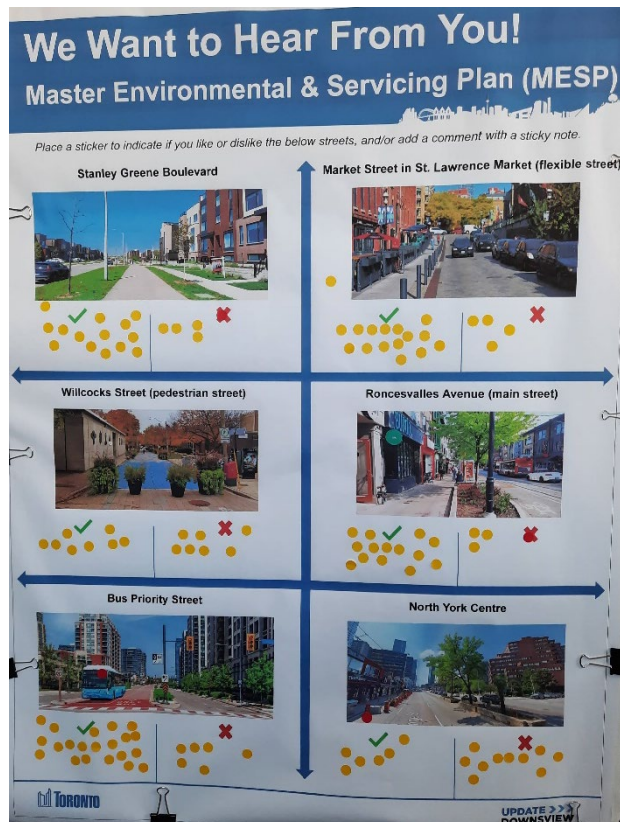 We Want to Hear From You!
Master Environmental & Servicing Plan (MESP)
Place a sticker to indicate if you like or dislike the below streets, and/or add a comment with a sticky note.
Stanley Greene Boulevard
Market Street in St. Lawrence Market (flexible street)
Willcocks Street (pedestrian street)
Roncesvalles Avenue (main street)
Bus Priority Street
North York Centre
TORONTO
UPDATE >>>
DOWNSVIEW